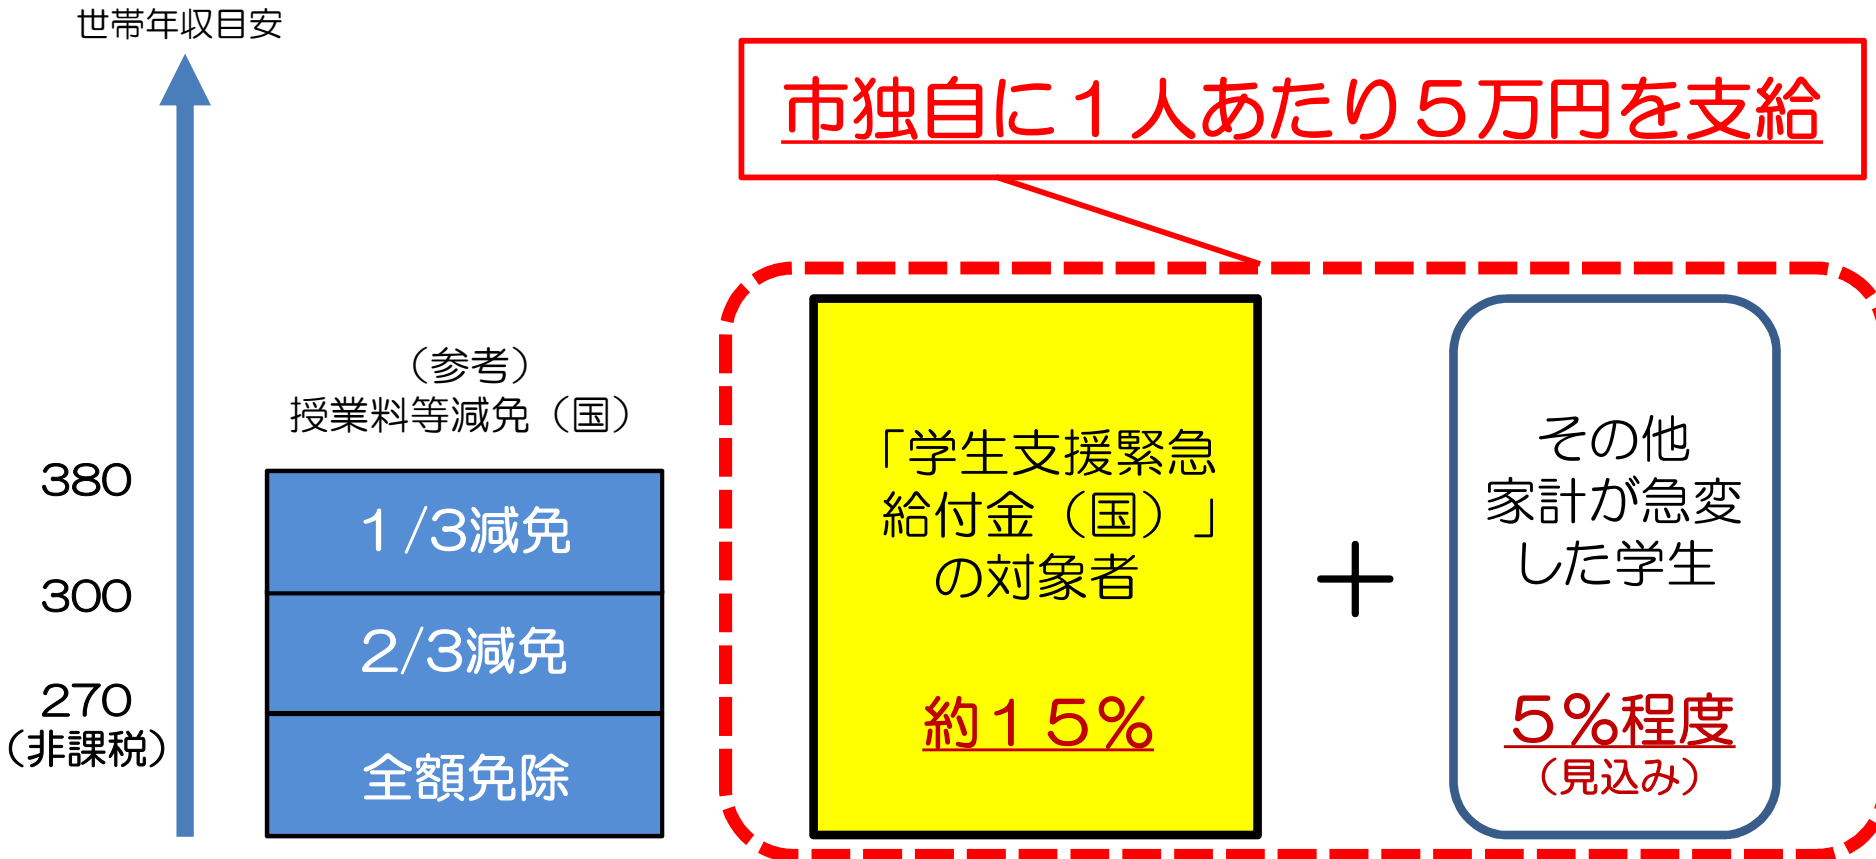 世帯年収目安
市独自に１人あたり５万円を支給
（参考）
授業料等減免（国）
380
1/3減免
300
2/3減免
270
（非課税）
全額免除
「学生支援緊急
給付金（国）」
の対象者
約１５％
＋
その他
家計が急変
した学生
５％程度
（見込み）